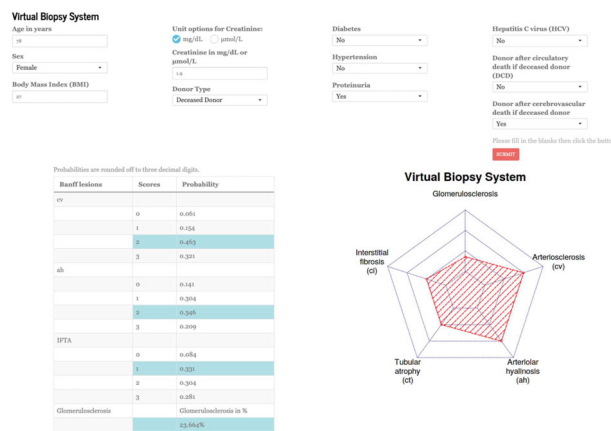 Virtual Biopsy System
Age in years
78
Sex
Female
Body Mass Index (BMI)
Unit options for Creatinine:
mg/dL
μmol/L
Creatinine in mg/dL or
μmol/L
Donor Type
Deceased Donor
Diabetes
No
Hypertension
No
Proteinuria
Yes
Hepatitis C virus (HCV)
No
Donor after circulatory
death if deceased donor
(DCD)
No
Donor after cerebrovascular
death if deceased donor
Yes
Please fill in the blanks then click the butto
SUBMIT
Probabilities are rounded off to three decimal digits.
Banff lesions Scores Probability
cv
0 0.061
1 0.154
2 0.463
3 0.321
ah
0 0.141
1 0.304
2 0.346
3 0.209
IFTA
0 0.084
1 0.331
2 0.304
3 0.281
Glomerulosclerosis Glomerulosclerosis in %
23.664%
Virtual Biopsy System
Glomerulosclerosis
Arteriosclerosis
(cv)
Arteriolar
hyalinosis
(ah)
Tubular
atrophy
(ct)
Interstitial
fibrosis
(ci)